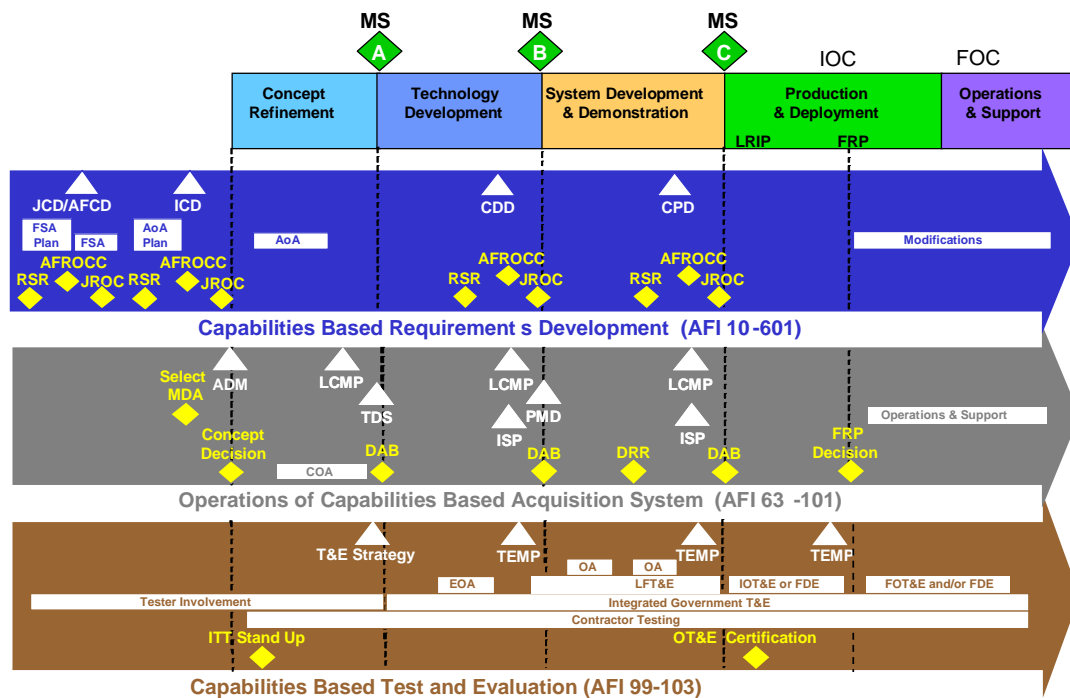 MS MS MS
A B C
IOC FOC
Concept Refinement
Technology Development
System Development & Demonstration
Production & Deployment
Operations & Support
LRIP FRP
JCD/AFCD ICD CDD CPD
FSA Plan
FSA
AoA Plan
AoA
Modifications
AFROCC AFROCC AFROCC AFROCC
RSR JROC RSR JROC RSR JROC RSR JROC
Capabilities Based Requirement s Development (AFI 10 -601)
Select MDA
ADM LCMP LCMP LCMP
TDS PMD
ISP ISP
Operations & Support
Concept Decision
COA
DAB DAB DRR DAB
FRP Decision
Operations of Capabilities Based Acquisition System (AFI 63 -101)
T&E Strategy TEMP TEMP TEMP
OA OA
EOA LFT&E IOT&E or FDE FOT&E and/or FDE
Tester Involvement Integrated Government T&E
Contractor Testing
ITT Stand Up OT&E Certification
Capabilities Based Test and Evaluation (AFI 99-103)